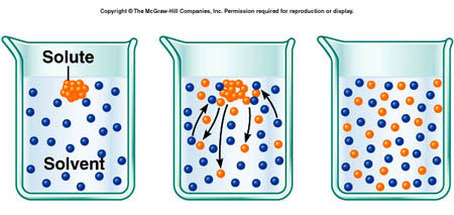 Copyright © The McGraw-Hill Companies, Inc. Permission required for reproduction or display.
Solute
Solvent